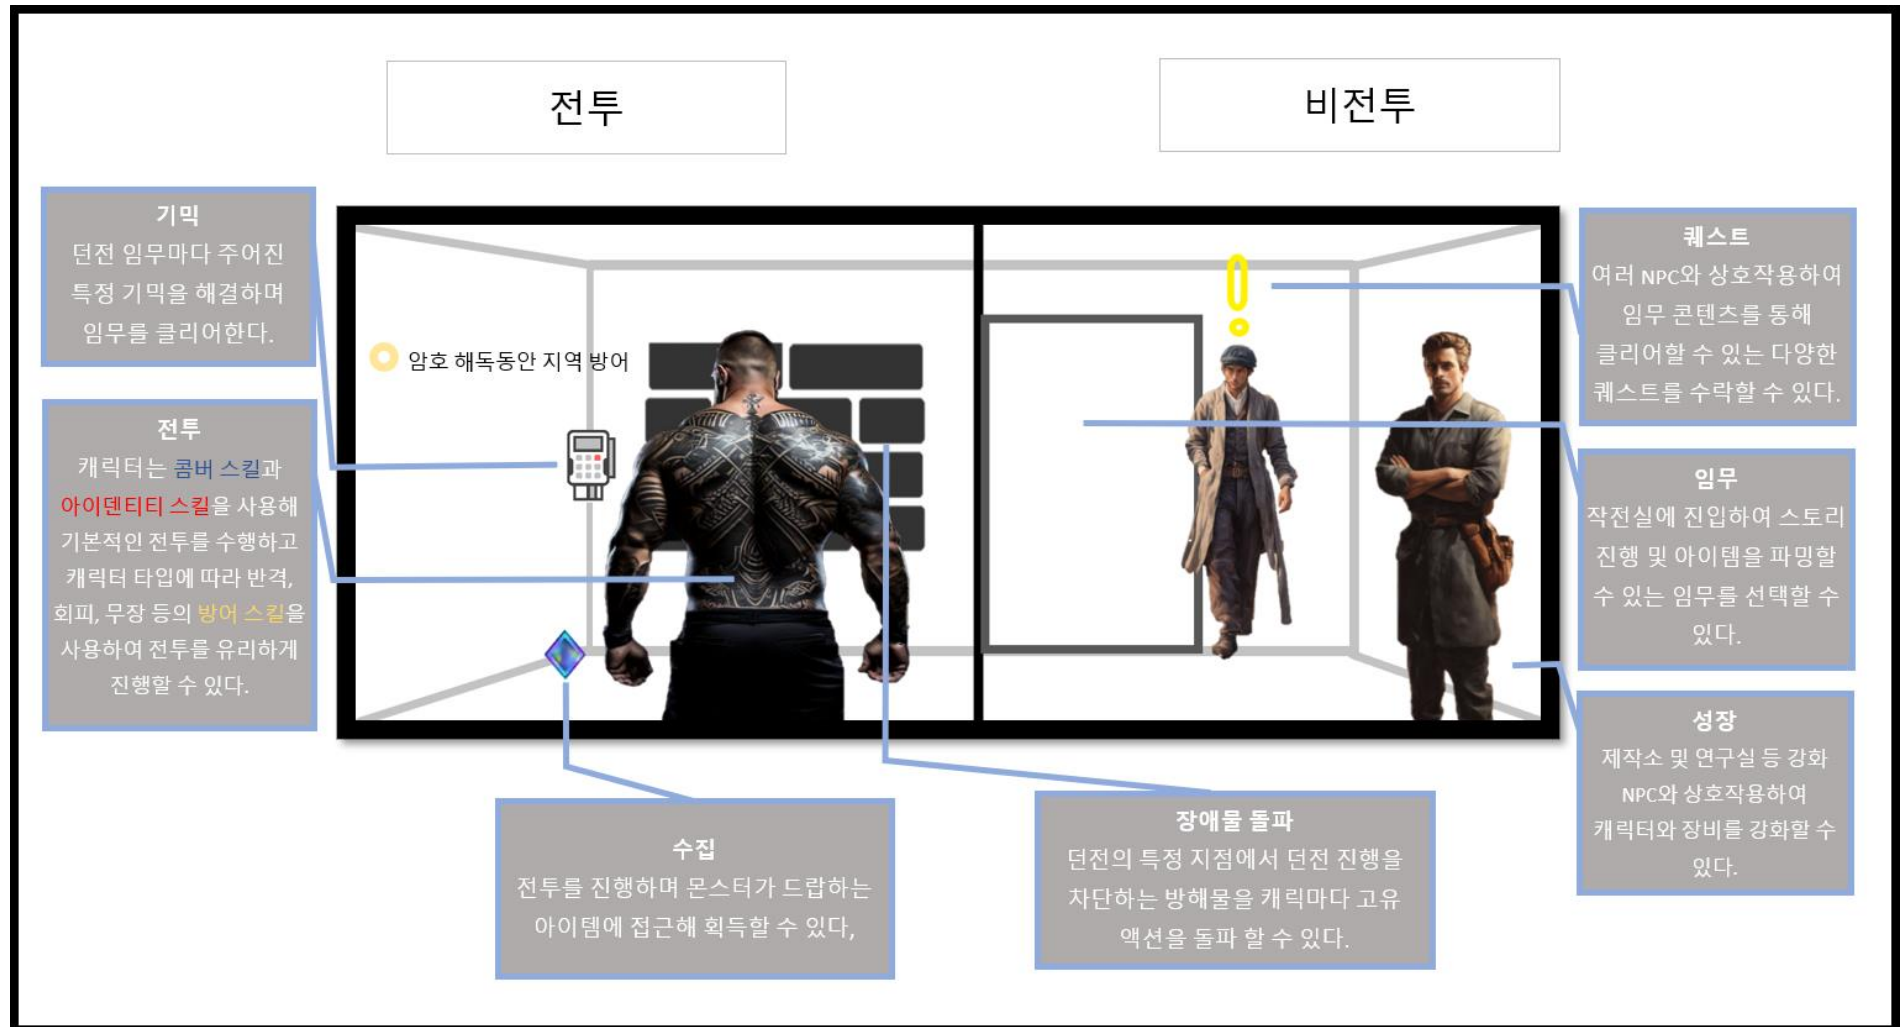 전투
비전투
기믹
던전 임무마다 주어진
특정 기믹을 해결하며
임무를 클리어한다.
전투
캐릭터는 콤버 스킬과
아이덴티티 스킬을 사용해
기본적인 전투를 수행하고
캐릭터 타입에 따라 반격,
회피, 무장 등의 방어 스킬을
사용하여 전투를 유리하게
진행할 수 있다.
암호 해독동안 지역 방어
퀘스트
여러 NPC와 상호작용하여
임무 콘텐츠를 통해
클리어할 수 있는 다양한
퀘스트를 수락할 수 있다.
임무
작전실에 진입하여 스토리
진행 및 아이템을 파밍할
수 있는 임무를 선택할 수
있다.
성장
제작소 및 연구실 등 강화
NPC와 상호작용하여
캐릭터와 장비를 강화할 수
있다.
수집
전투를 진행하며 몬스터가 드랍하는
아이템에 접근해 획득할 수 있다,
장애물 돌파
던전의 특정 지점에서 던전 진행을
차단하는 방해물을 캐릭마다 고유
액션을 돌파 할 수 있다.